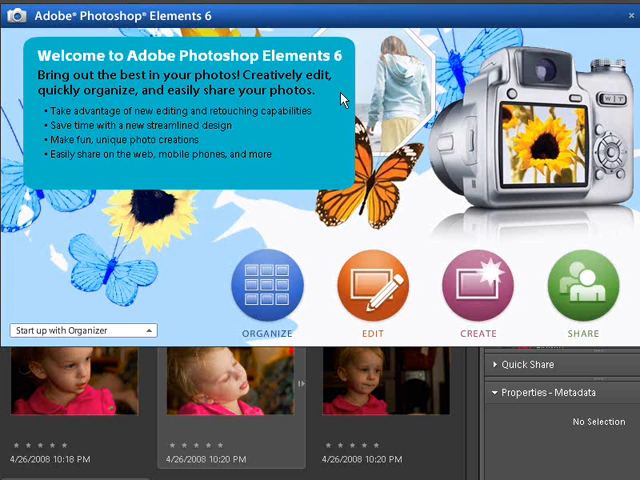 Adobe® Photoshop® Elements 6
Welcome to Adobe Photoshop Elements 6
Bring out the best in your photos! Creatively edit,
quickly organize, and easily share your photos.
• Take advantage of new editing and retouching capabilities
• Save time with a new streamlined design
• Make fun, unique photo creations
• Easily share on the web, mobile phones, and more
W T
ORGANIZE
EDIT
CREATE
SHARE
Start up with Organizer
Quick Share
Properties - Metadata
No Selection
4/26/2008 10:18 PM
4/26/2008 10:20 PM
4/26/2008 10:20 PM